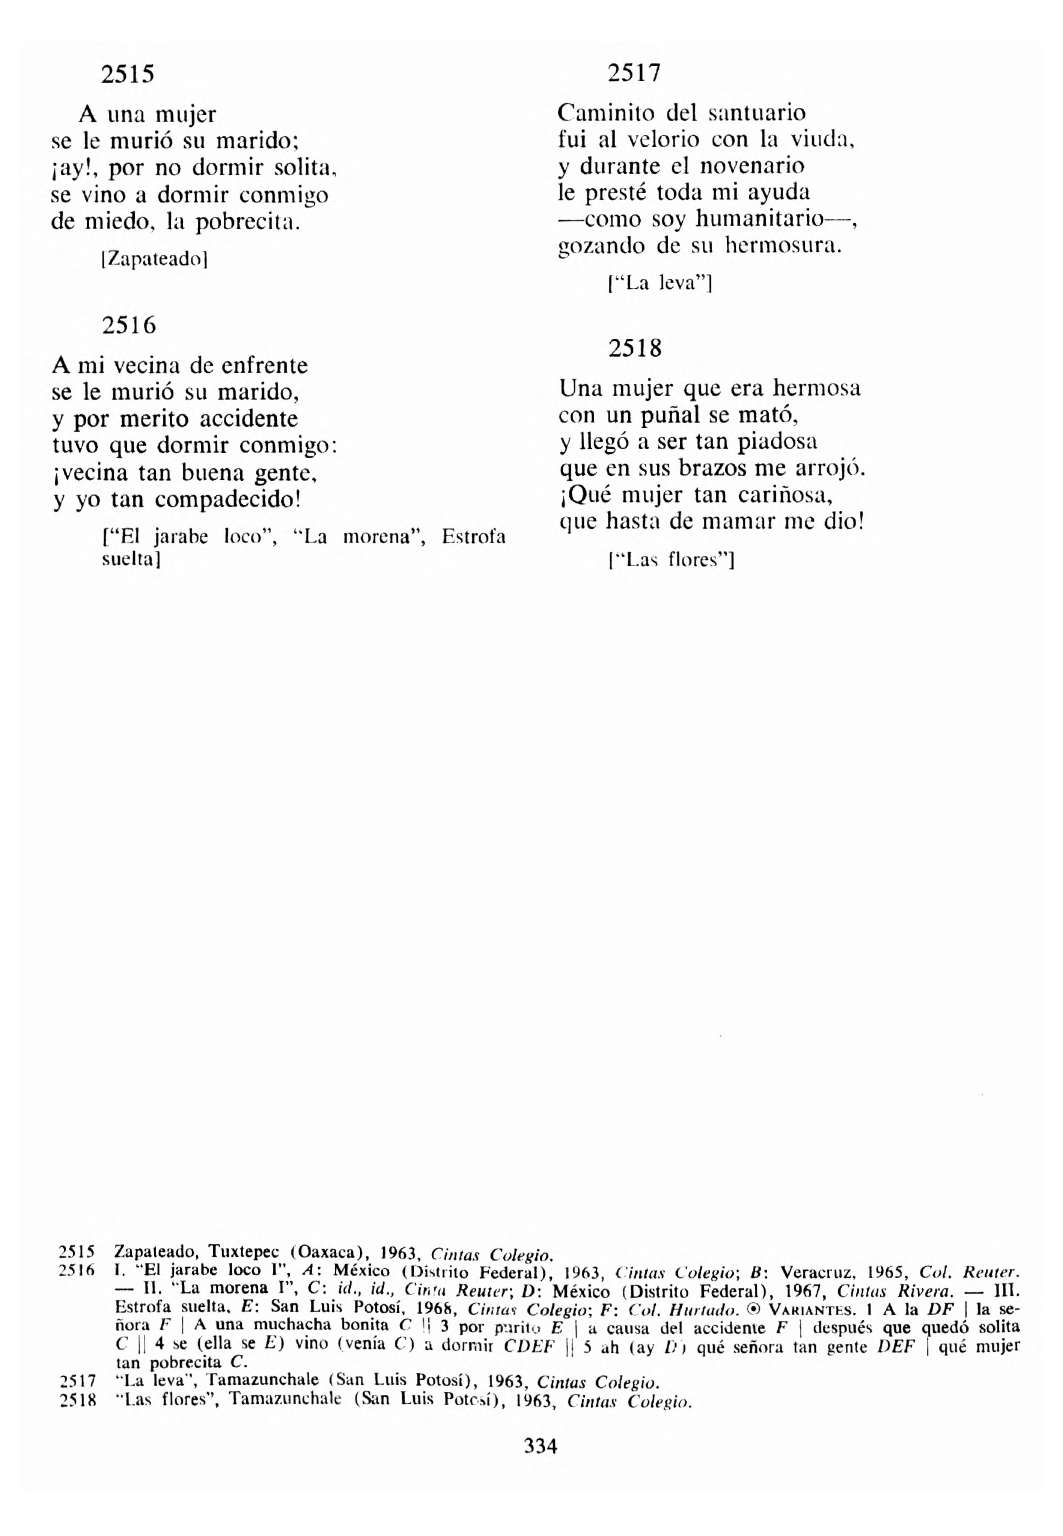 2515
A una mujer
se le murió su marido;
¡ay!, por no dormir solita,
se vino a dormir conmigo
de miedo, la pobrecita.
[Zapateado]
2516
A mi vecina de enfrente
se le murió su marido,
y por merito accidente
tuvo que dormir conmigo:
¡vecina tan buena gente,
y yo tan compadecido!
[“El jarabe loco”, “La morena”, Estrofa
suelta]
2517
Caminito del santuario
fui al velorio con la viuda,
y durante el novenario
le presté toda mi ayuda
—como soy humanitario—,
gozando de su hermosura.
[“La leva”]
2518
Una mujer que era hermosa
con un puñal se mató,
y llegó a ser tan piadosa
que en sus brazos me arrojó.
¡Qué mujer tan cariñosa,
que hasta de mamar me dio!
[“Las flores”]
2515 Zapateado, Tuxtepec (Oaxaca), 1963, Cintas Colegio.
2516 I. “El jarabe loco I”, A: México (Distrito Federal), 1963, Cintas Colegio; B: Veracruz, 1965, Col. Reuter.
— II. “La morena I”, C: id., id., Cinta Reuter; D: México (Distrito Federal), 1967, Cintas Rivera. — III.
Estrofa suelta, E: San Luis Potosí, 1968, Cintas Colegio; F: Col. Hurtado. ⊙ VARIANTES. 1 A la DF | la se-
ñora F | A una muchacha bonita C || 3 por purito E | a causa del accidente F | después que quedó solita
C || 4 se (ella se E) vino (venía C) a dormir CDEF || 5 ah (ay D) qué señora tan gente DEF | qué mujer
tan pobrecita C.
2517 “La leva”, Tamazunchale (San Luis Potosí), 1963, Cintas Colegio.
2518 “Las flores”, Tamazunchale (San Luis Potosí), 1963, Cintas Colegio.
334